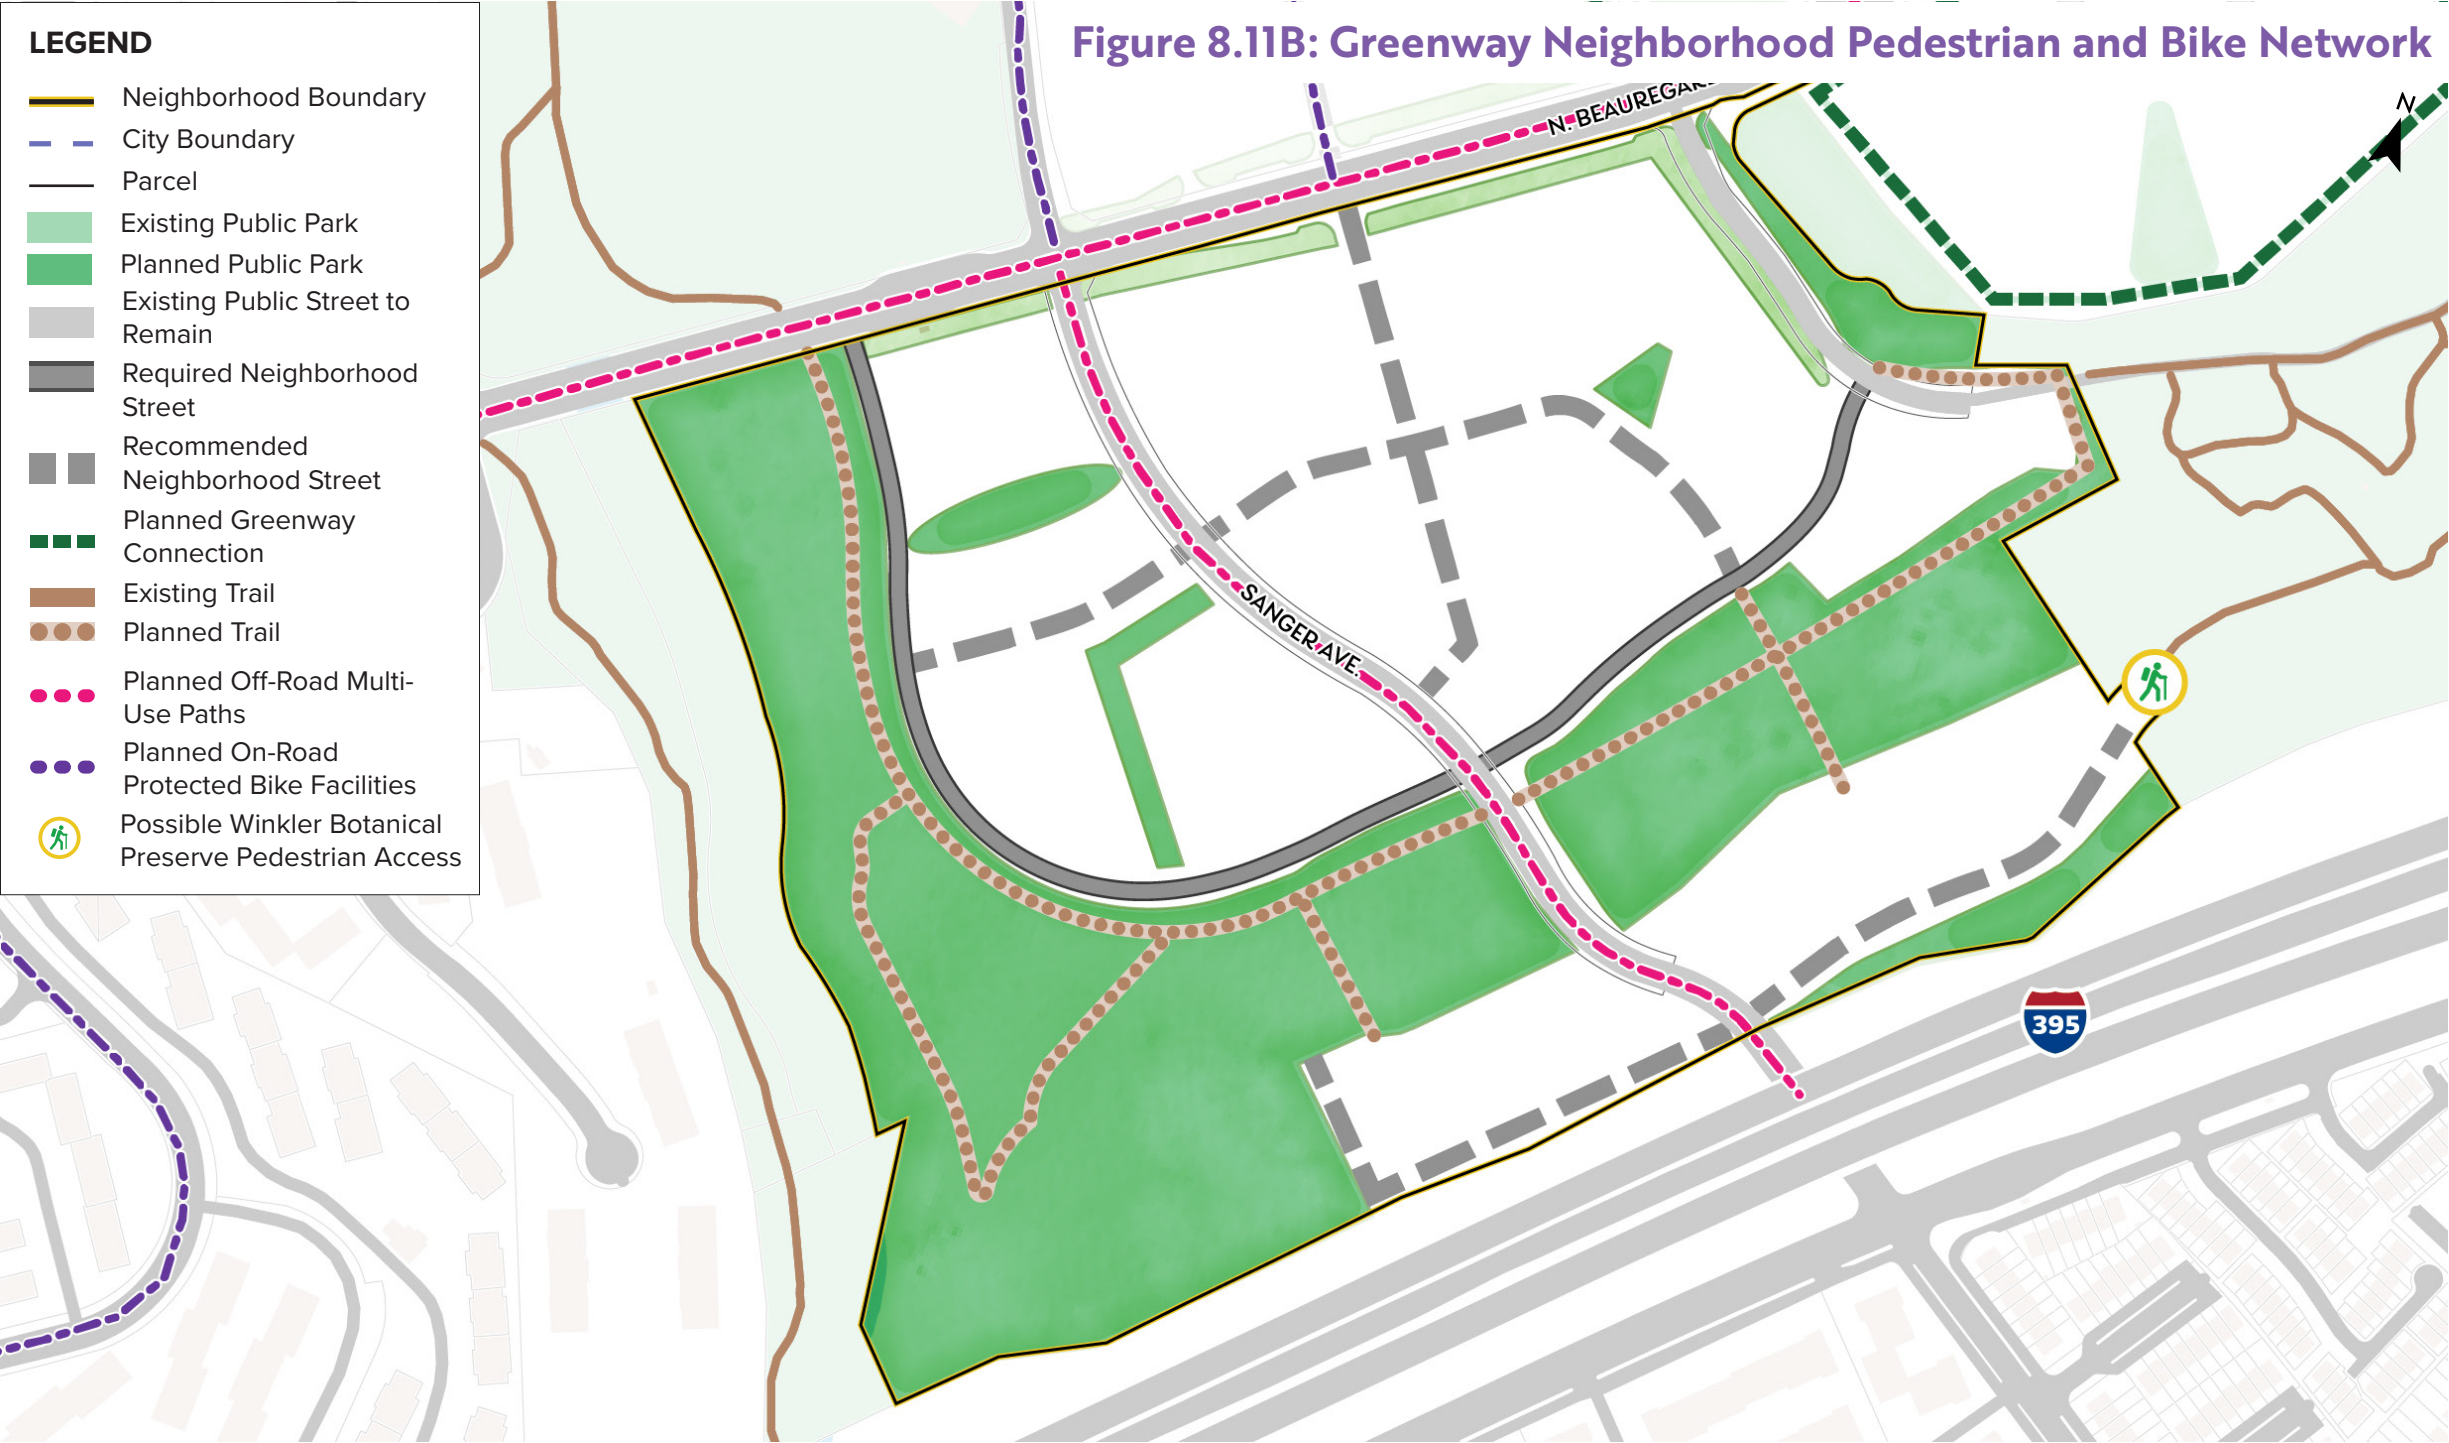 Figure 8.11B: Greenway Neighborhood Pedestrian and Bike Network
LEGEND
Neighborhood Boundary
City Boundary
Parcel
Existing Public Park
Planned Public Park
Existing Public Street to
Remain
Required Neighborhood
Street
Recommended
Neighborhood Street
Planned Greenway
Connection
Existing Trail
Planned Trail
Planned Off-Road Multi-
Use Paths
Planned On-Road
Protected Bike Facilities
Possible Winkler Botanical
Preserve Pedestrian Access
N
N. BEAUREGARD
SANGER AVE.
395